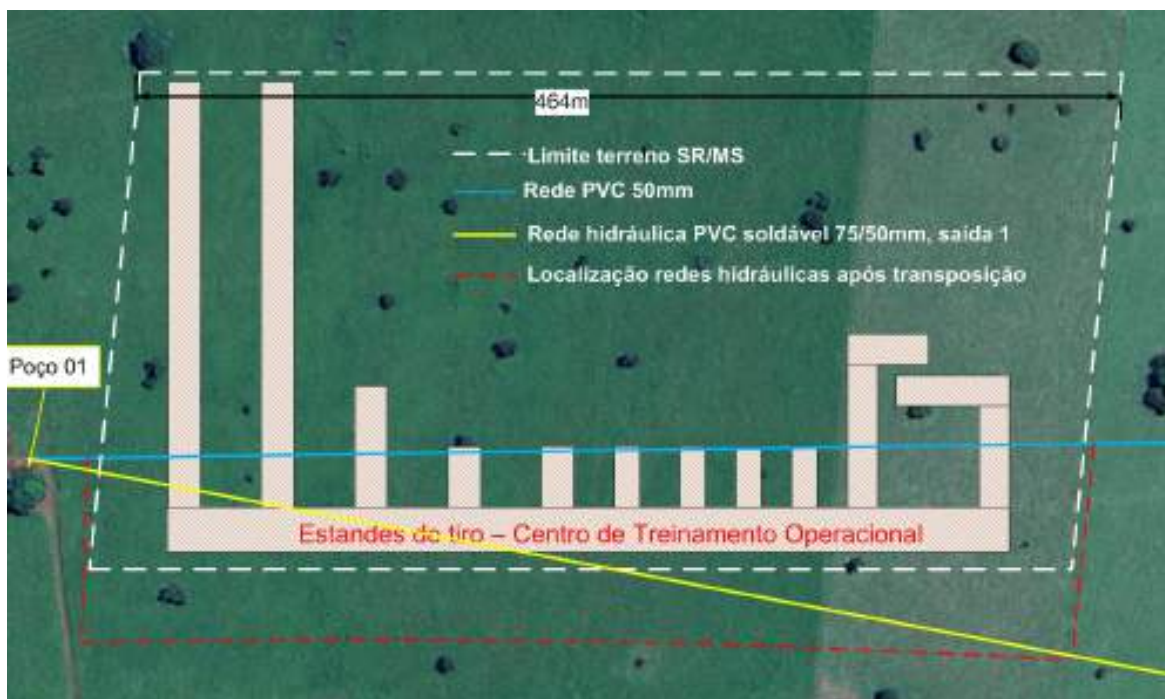 464m
Limite terreno SR/MS
Rede PVC 50mm
Rede hidráulica PVC soldável 75/50mm, saída 1
Localização redes hidráulicas após transposição
Poço 01
Estandes de tiro – Centro de Treinamento Operacional